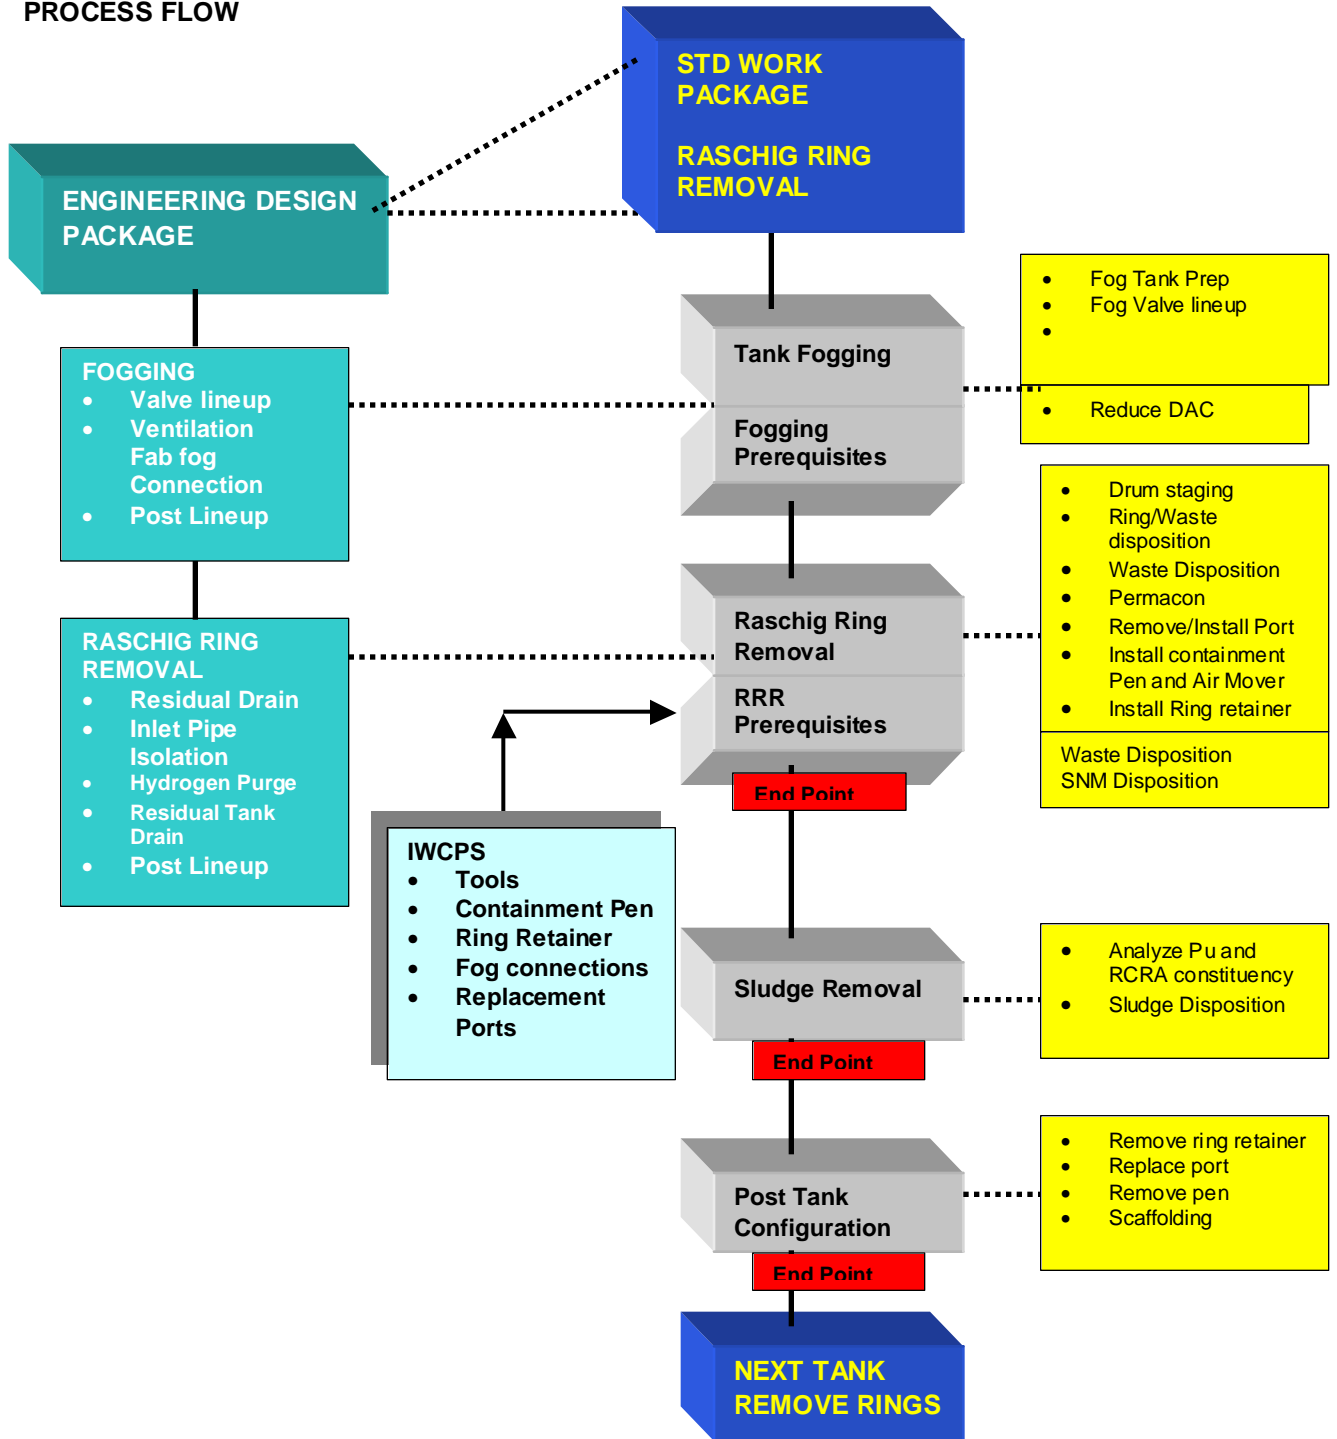 PROCESS FLOW
STD WORK
PACKAGE
RASCHIG RING
REMOVAL
ENGINEERING DESIGN
PACKAGE
FOGGING
• Valve lineup
• Ventilation
Fab fog
Connection
• Post Lineup
RASCHIG RING
REMOVAL
• Residual Drain
• Inlet Pipe
Isolation
• Hydrogen Purge
• Residual Tank
Drain
• Post Lineup
Tank Fogging
Fogging
Prerequisites
• Fog Tank Prep
• Fog Valve lineup
•
• Reduce DAC
Raschig Ring
Removal
RRR
Prerequisites
End Point
• Drum staging
• Ring/Waste
disposition
• Waste Disposition
• Permacon
• Remove/Install Port
• Install containment
Pen and Air Mover
• Install Ring retainer
Waste Disposition
SNM Disposition
IWCPS
• Tools
• Containment Pen
• Ring Retainer
• Fog connections
• Replacement
Ports
Sludge Removal
End Point
• Analyze Pu and
RCRA constituency
• Sludge Disposition
Post Tank
Configuration
End Point
• Remove ring retainer
• Replace port
• Remove pen
• Scaffolding
NEXT TANK
REMOVE RINGS